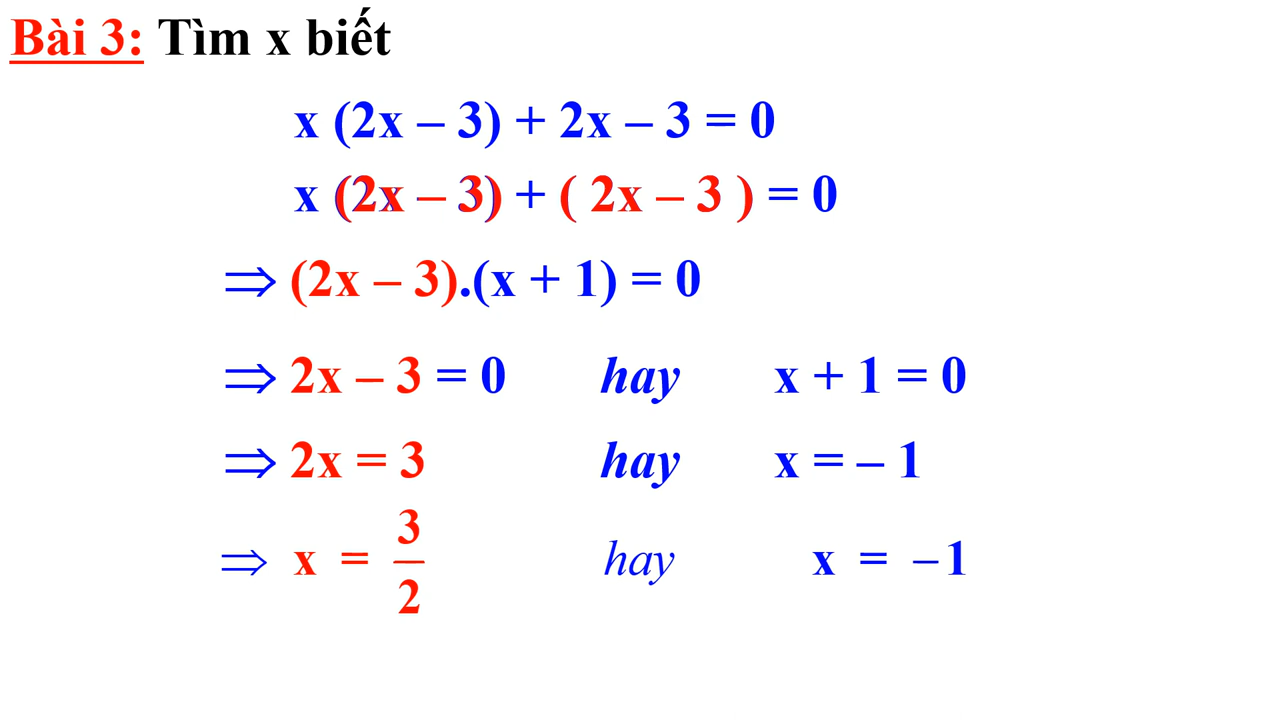 Bài 3: Tìm x biết
x (2x – 3) + 2x – 3 = 0
x (2x – 3) + ( 2x – 3 ) = 0
⇒ (2x – 3).(x + 1) = 0
⇒ 2x – 3 = 0 hay x + 1 = 0
⇒ 2x = 3 hay x = – 1
⇒ x = 3/2 hay x = – 1